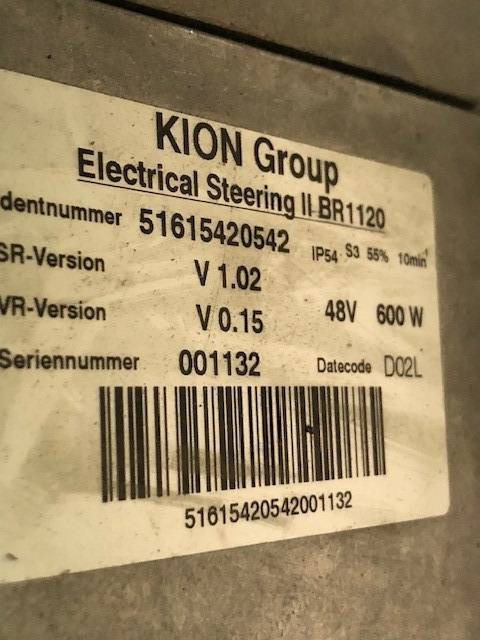 KION Group
Electrical Steering II BR1120
dentnummer 51615420542 IP54 S3 55% 10min
SR-Version V 1.02
VR-Version V 0.15 48V 600 W
Seriennummer 001132 Datecode D02L
51615420542001132